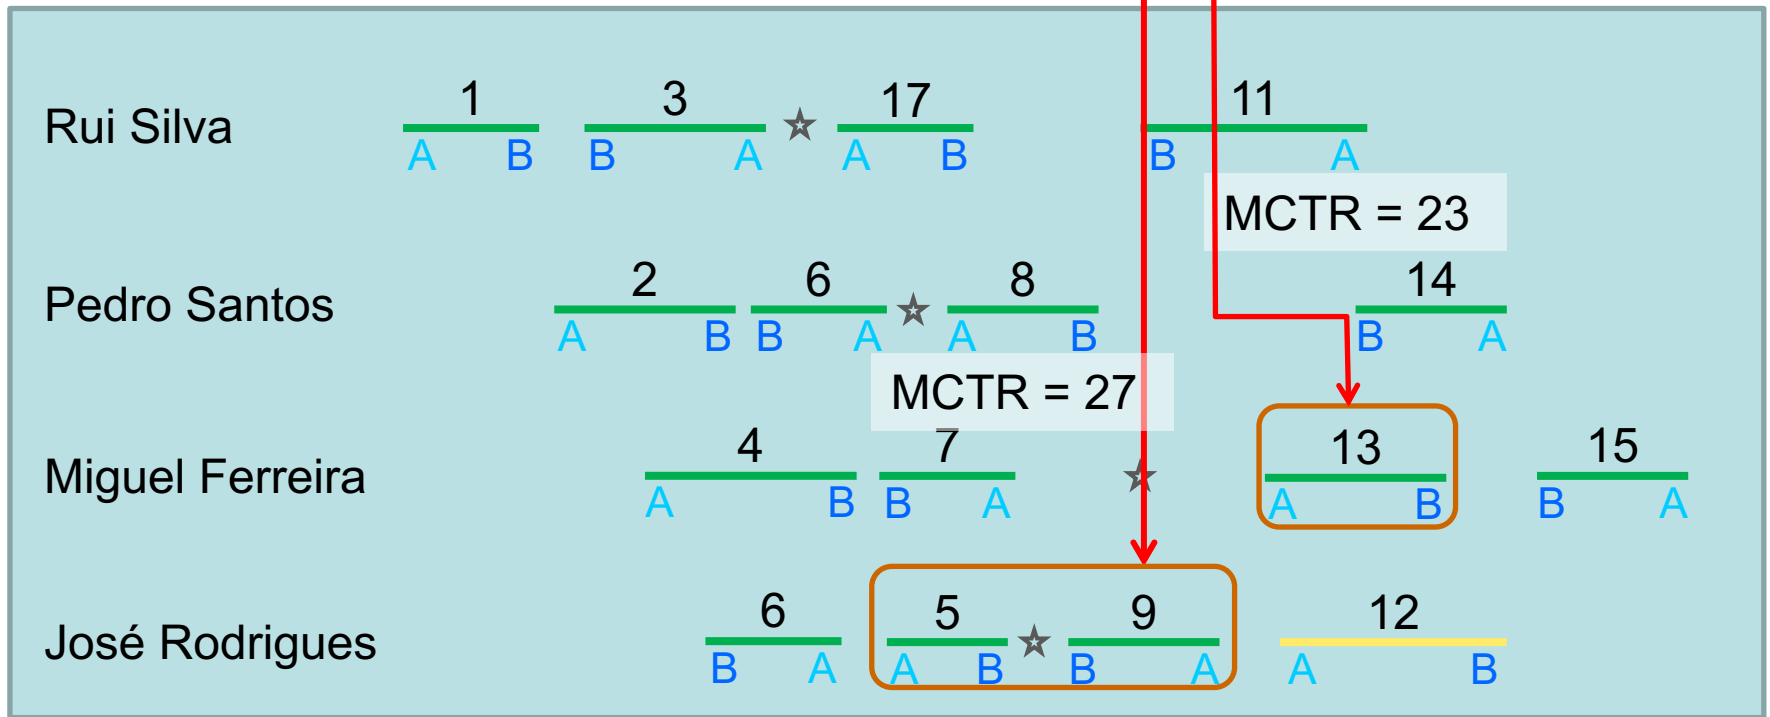 1 3 17 11
Rui Silva
A B B A A B B A
MCTR = 23
2 6 8 14
Pedro Santos
A B B A A B B A
MCTR = 27
4 7 13 15
Miguel Ferreira
A B B A A B B A
6 5 9 12
José Rodrigues
B A A B B A A B